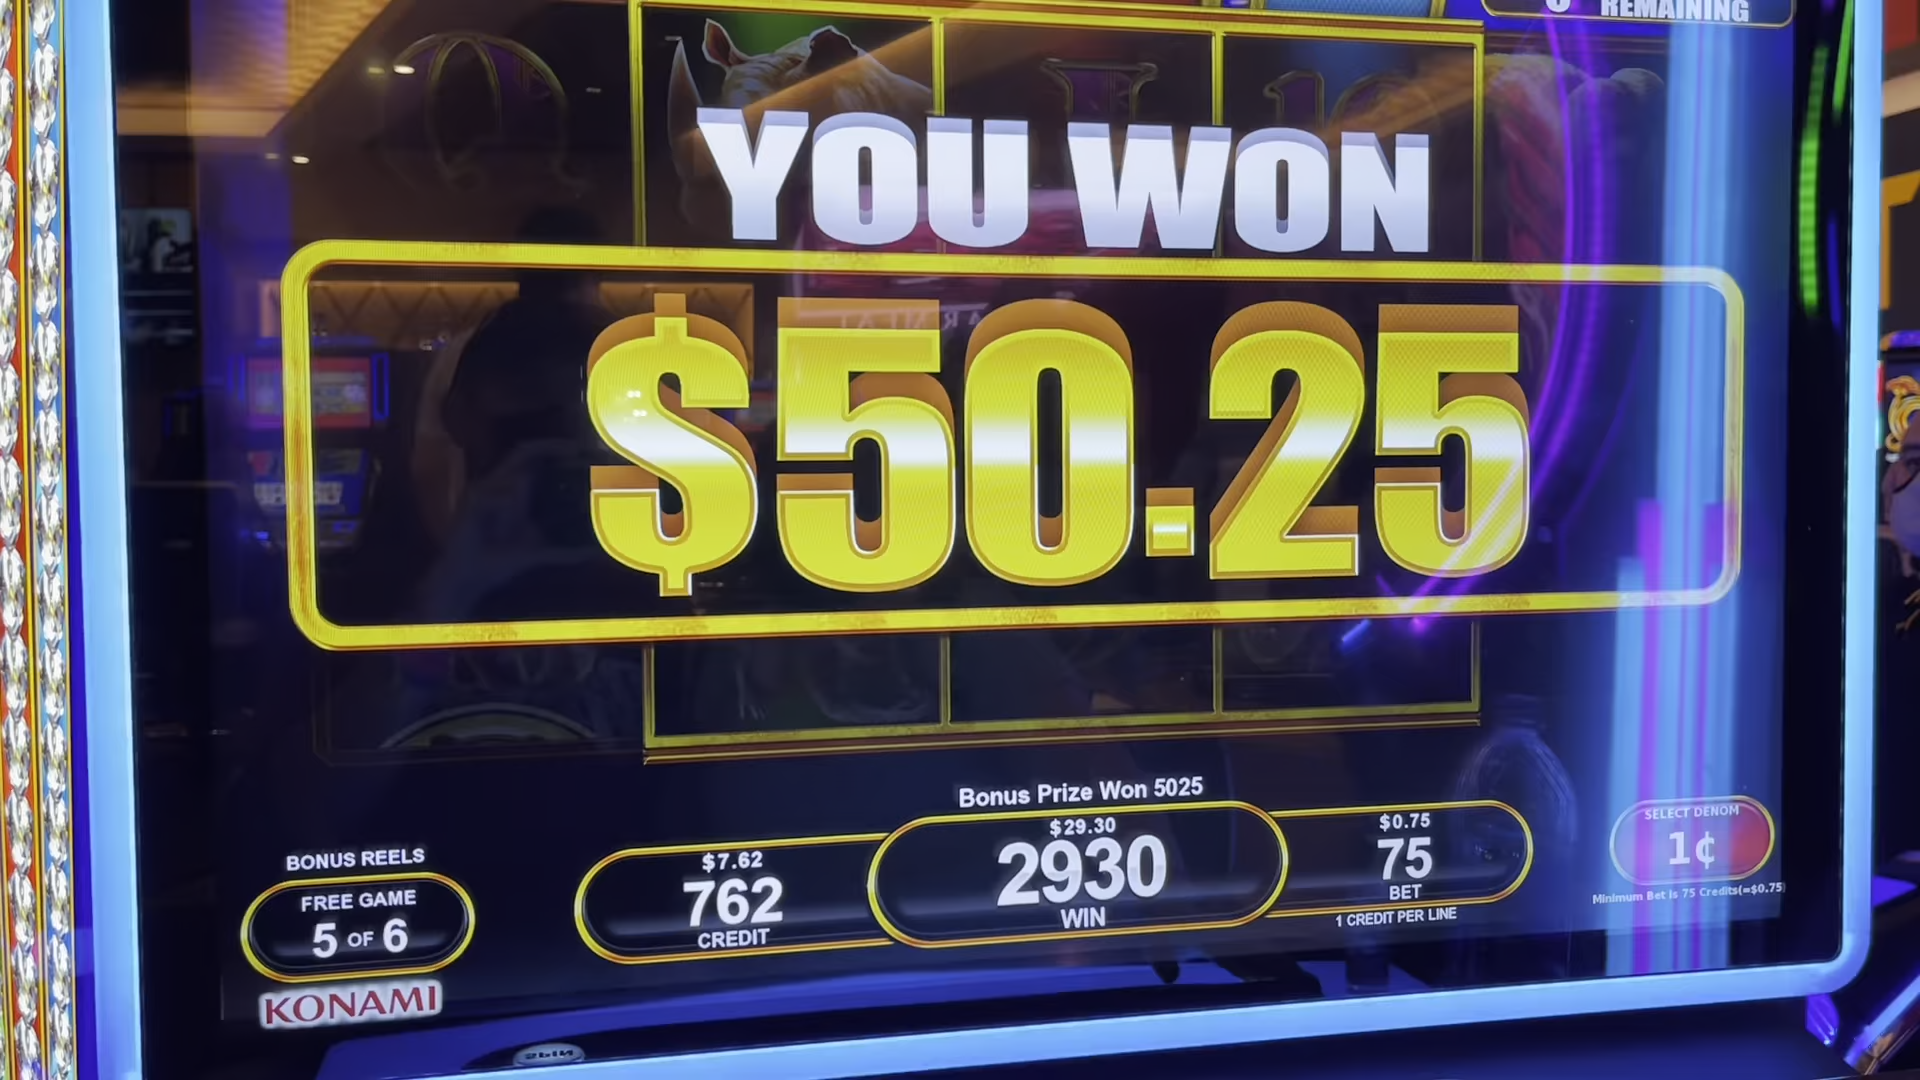 REMAINING
Q
J
10
YOU WON
$50.25
Bonus Prize Won 5025
BONUS REELS
FREE GAME
5 OF 6
$7.62
762
CREDIT
$29.30
2930
WIN
$0.75
75
BET
1 CREDIT PER LINE
SELECT DENOM
1¢
Minimum Bet is 75 Credits(=$0.75)
KONAMI